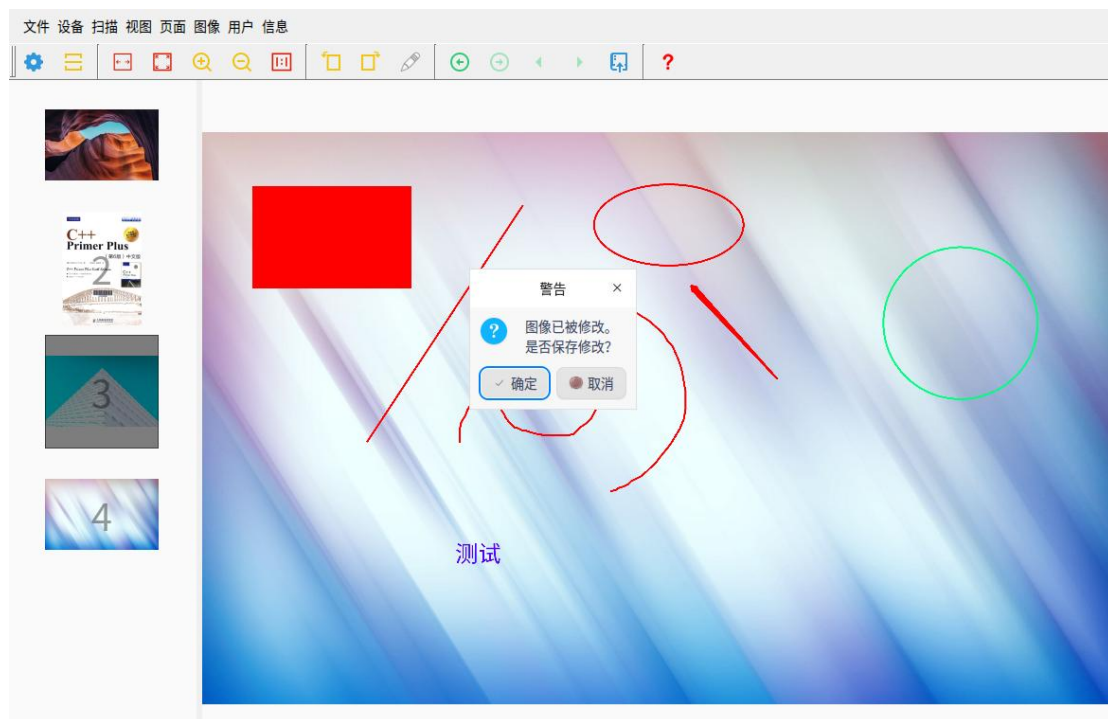 文件 设备 扫描 视图 页面 图像 用户 信息
?
C++
Primer Plus
2
3
4
警告
×
?
图像已被修改。
是否保存修改?
确定
取消
测试